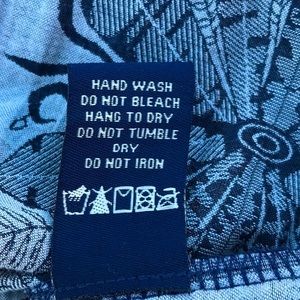 HAND WASH
DO NOT BLEACH
HANG TO DRY
DO NOT TUMBLE
DRY
DO NOT IRON